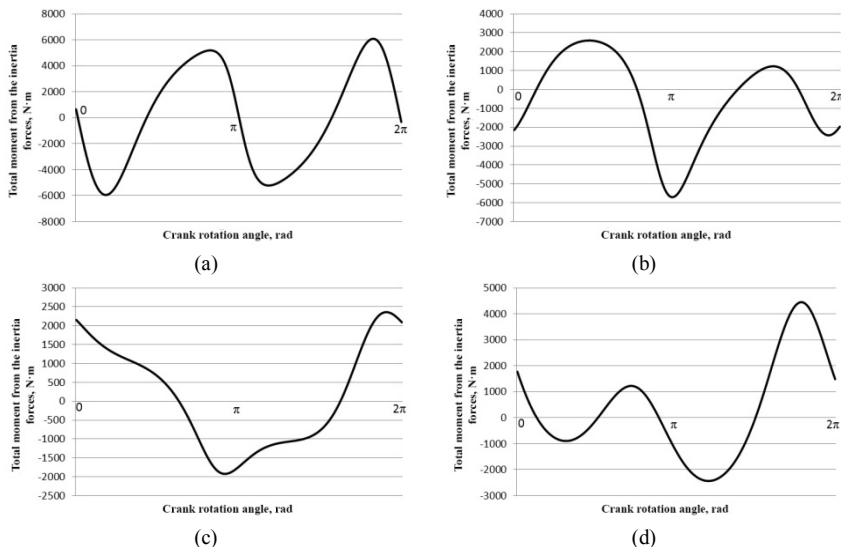 (a)
Total moment from the inertia
forces, N·m
8000
6000
4000
2000
0
-2000
-4000
-6000
-8000
0
π
2π
Crank rotation angle, rad
(b)
Total moment from the inertia
forces, N·m
4000
3000
2000
1000
0
-1000
-2000
-3000
-4000
-5000
-6000
-7000
0
π
2π
Crank rotation angle, rad
(c)
Total moment from the inertia
forces, N·m
3000
2500
2000
1500
1000
500
0
-500
-1000
-1500
-2000
-2500
0
π
2π
Crank rotation angle, rad
(d)
Total moment from the inertia
forces, N·m
5000
4000
3000
2000
1000
0
-1000
-2000
-3000
0
π
2π
Crank rotation angle, rad